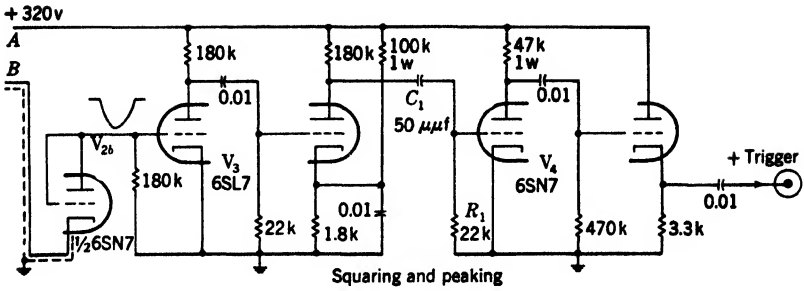 + 320v
A
B
180k
0.01
180k
100k
1w
C₁
50 μμf
47k
1w
0.01
V₂b
V₃
6SL7
V₄
6SN7
+ Trigger
0.01
180k
½6SN7
22k
1.8k
0.01
R₁
22k
470k
3.3k
Squaring and peaking